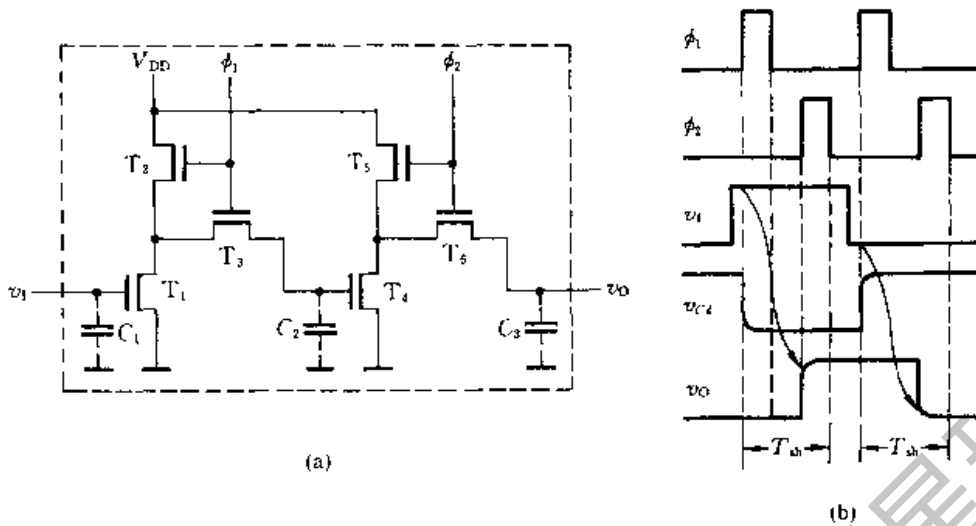 V_DD φ₁ φ₂
T₂ T₅
T₃ T₆
v_I T₁ T₄ v_O
C₁ C₂ C₃
(a)
φ₁
φ₂
v_I
v_C2
v_O
T_sh T_sh
(b)